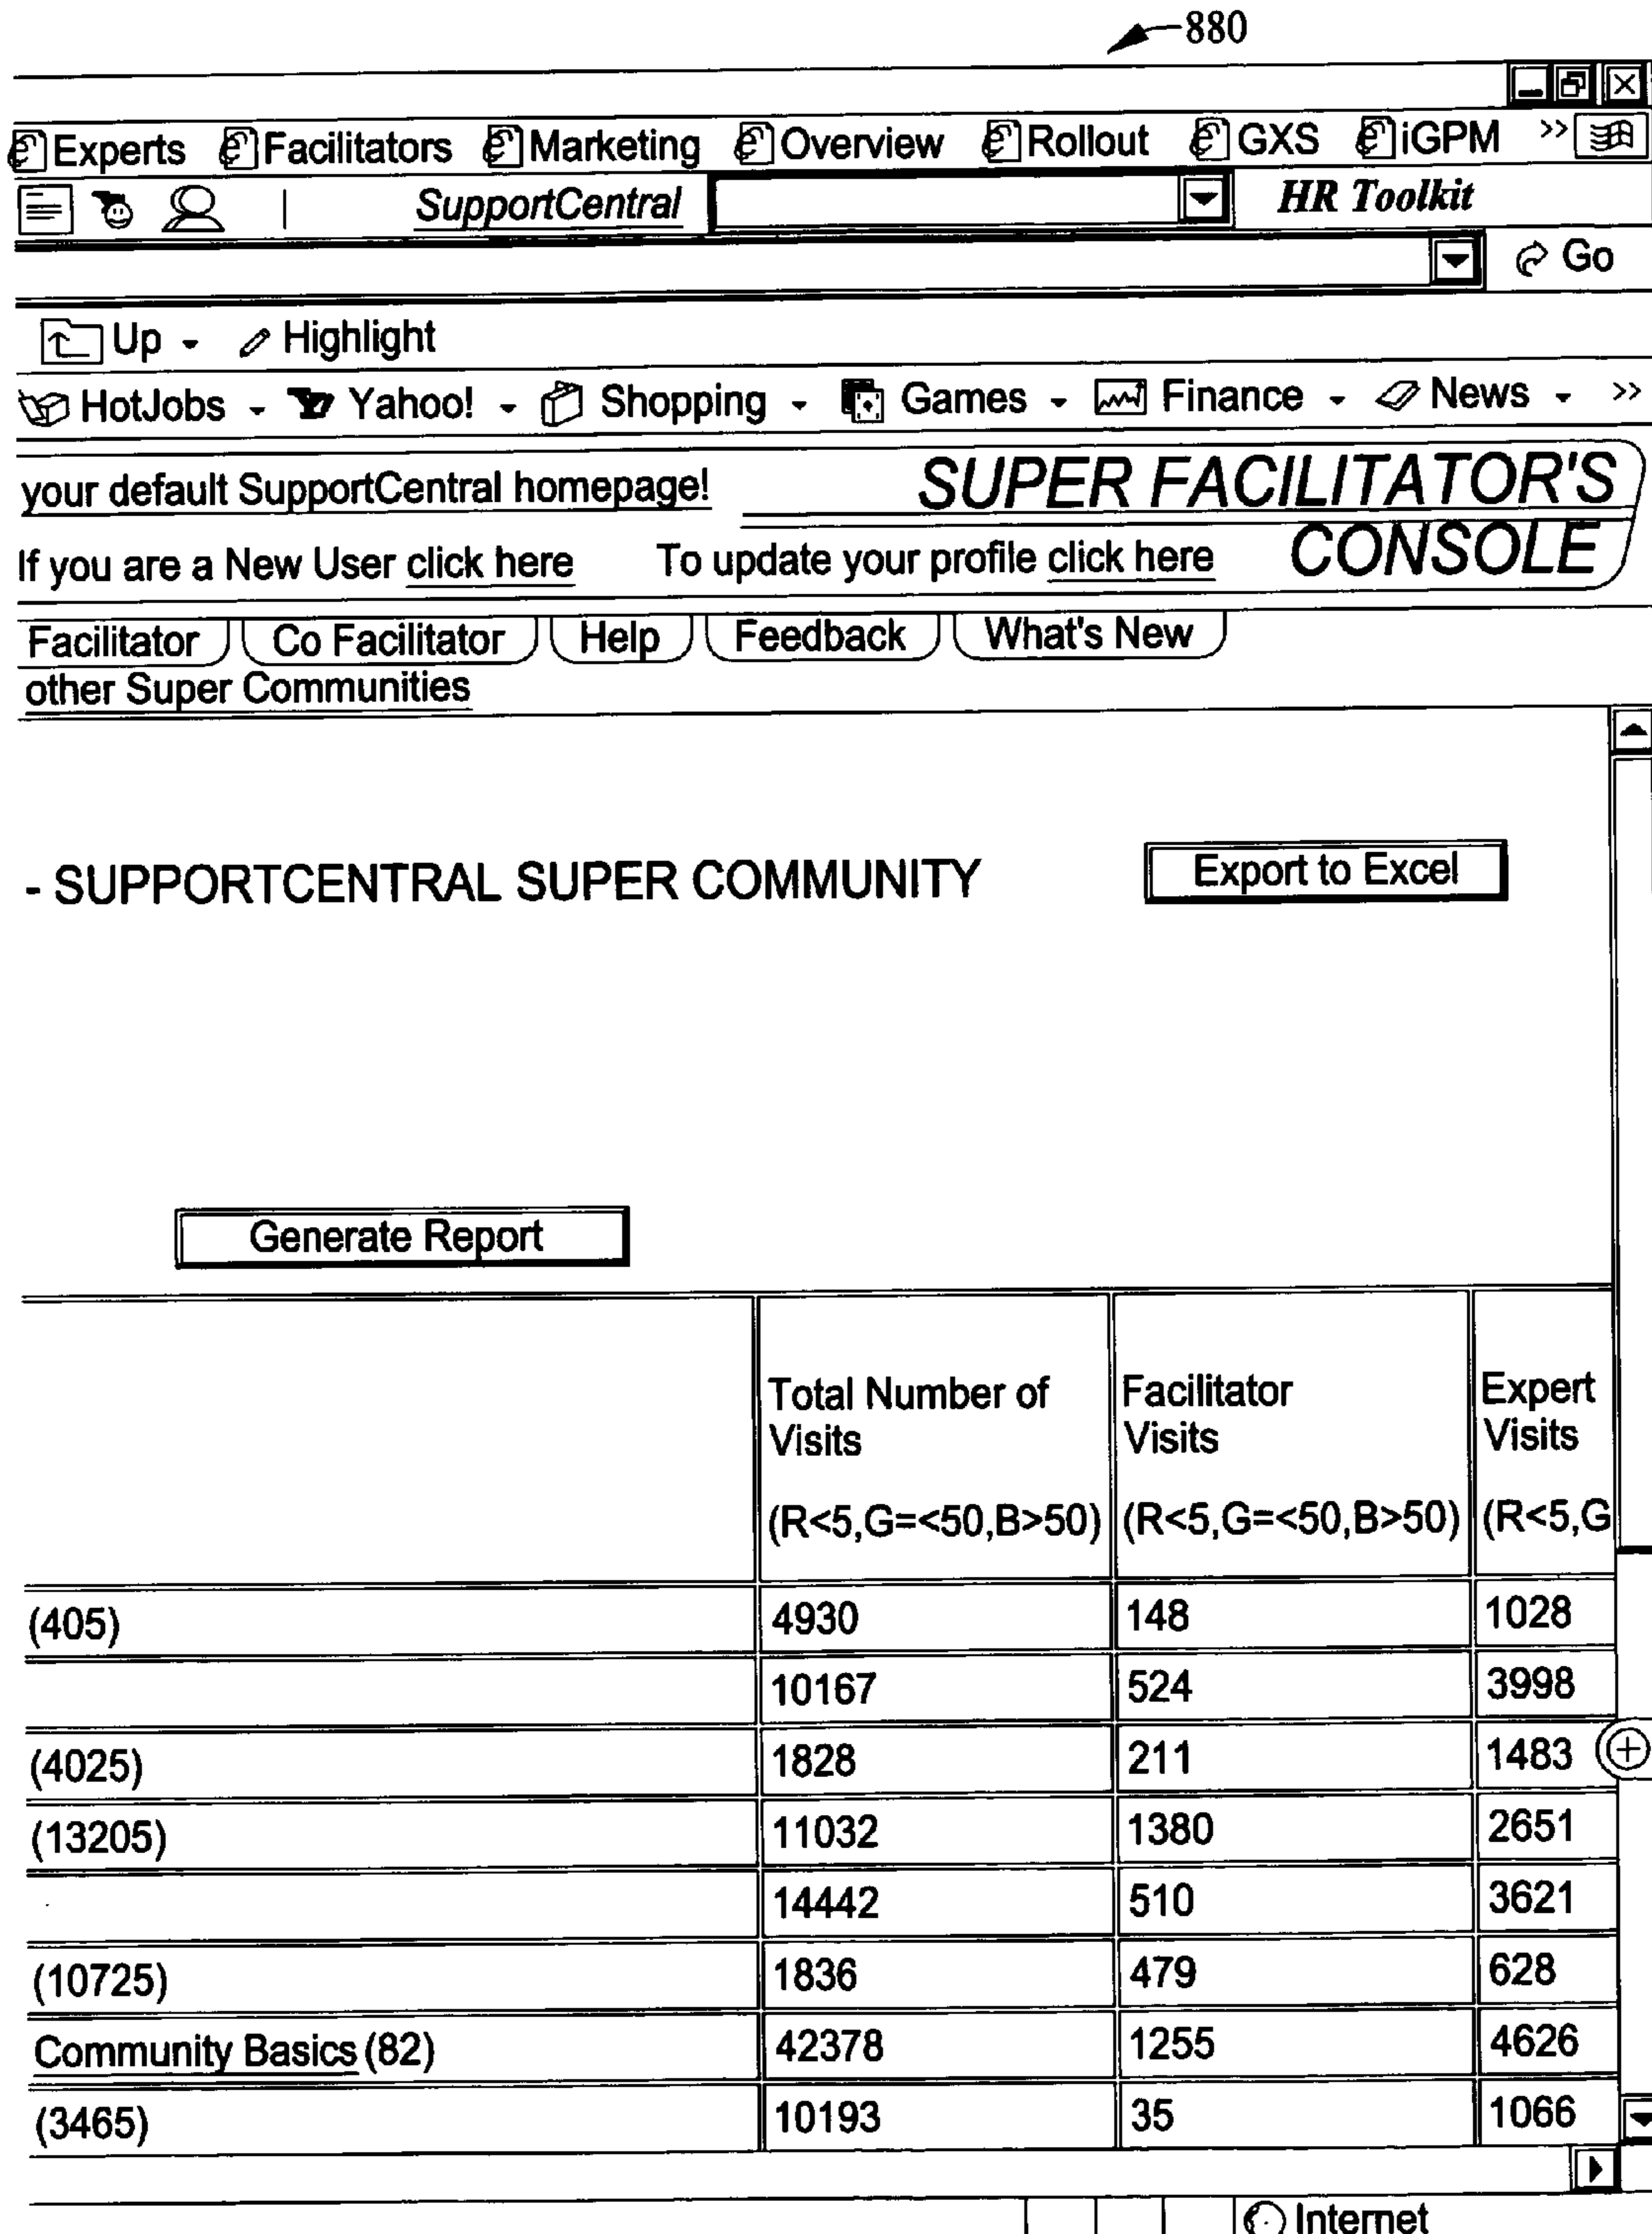 880
Experts Facilitators Marketing Overview Rollout GXS iGPM >>
SupportCentral HR Toolkit
Go
Up - Highlight
HotJobs - Yahoo! - Shopping - Games - Finance - News - >>
your default SupportCentral homepage! SUPER FACILITATOR'S
CONSOLE
If you are a New User click here To update your profile click here
Facilitator Co Facilitator Help Feedback What's New
other Super Communities
- SUPPORTCENTRAL SUPER COMMUNITY Export to Excel
Generate Report
Total Number of Facilitator Expert
Visits Visits Visits
(R<5,G=<50,B>50) (R<5,G=<50,B>50) (R<5,G
(405) 4930 148 1028
10167 524 3998
(4025) 1828 211 1483
(13205) 11032 1380 2651
14442 510 3621
(10725) 1836 479 628
Community Basics (82) 42378 1255 4626
(3465) 10193 35 1066
Internet